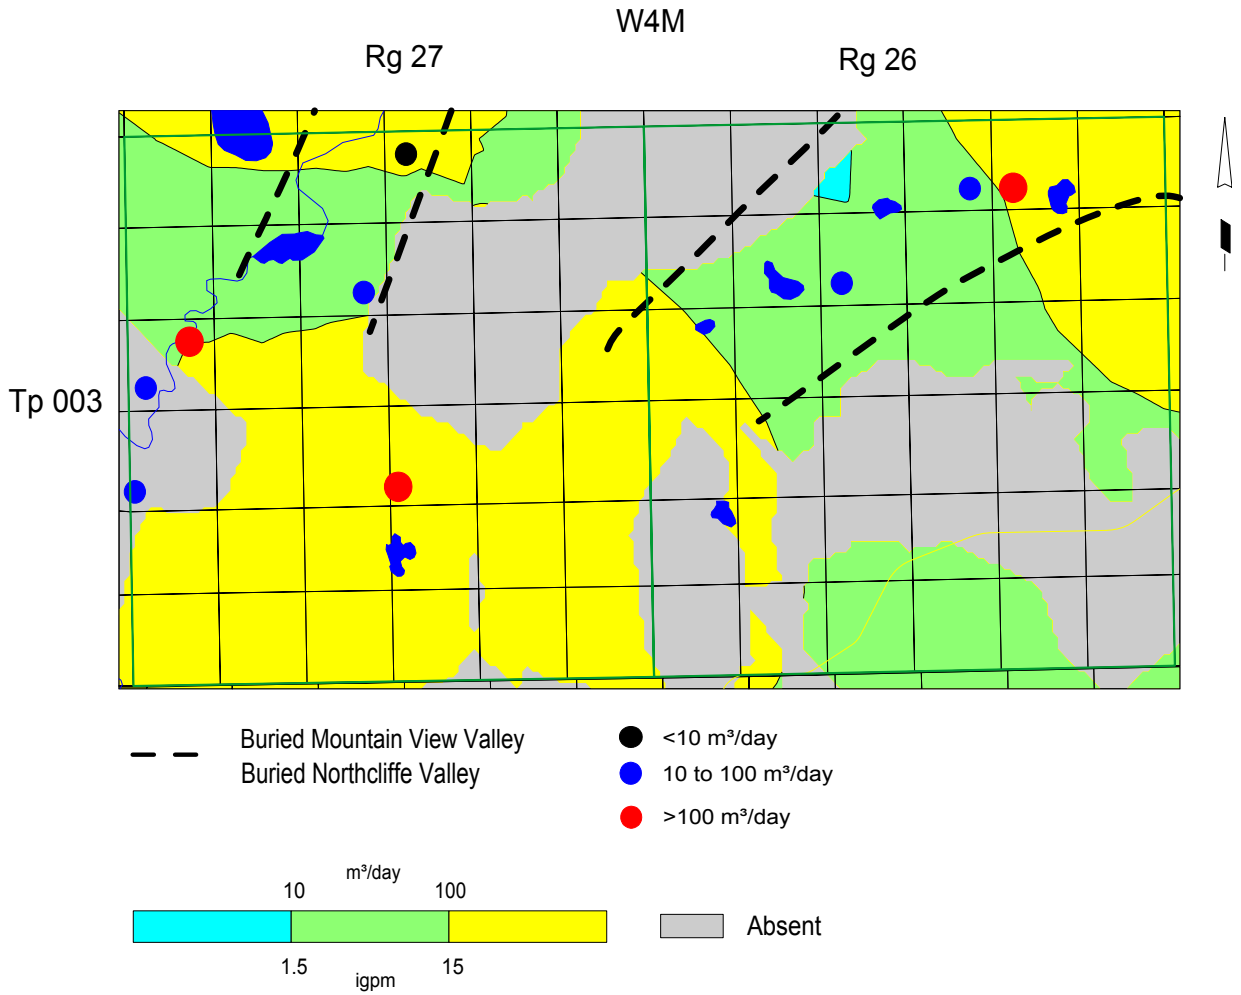 W4M
Rg 27
Rg 26
Tp 003
Buried Mountain View Valley
Buried Northcliffe Valley
<10 m³/day
10 to 100 m³/day
>100 m³/day
m³/day
10
100
1.5
15
igpm
Absent